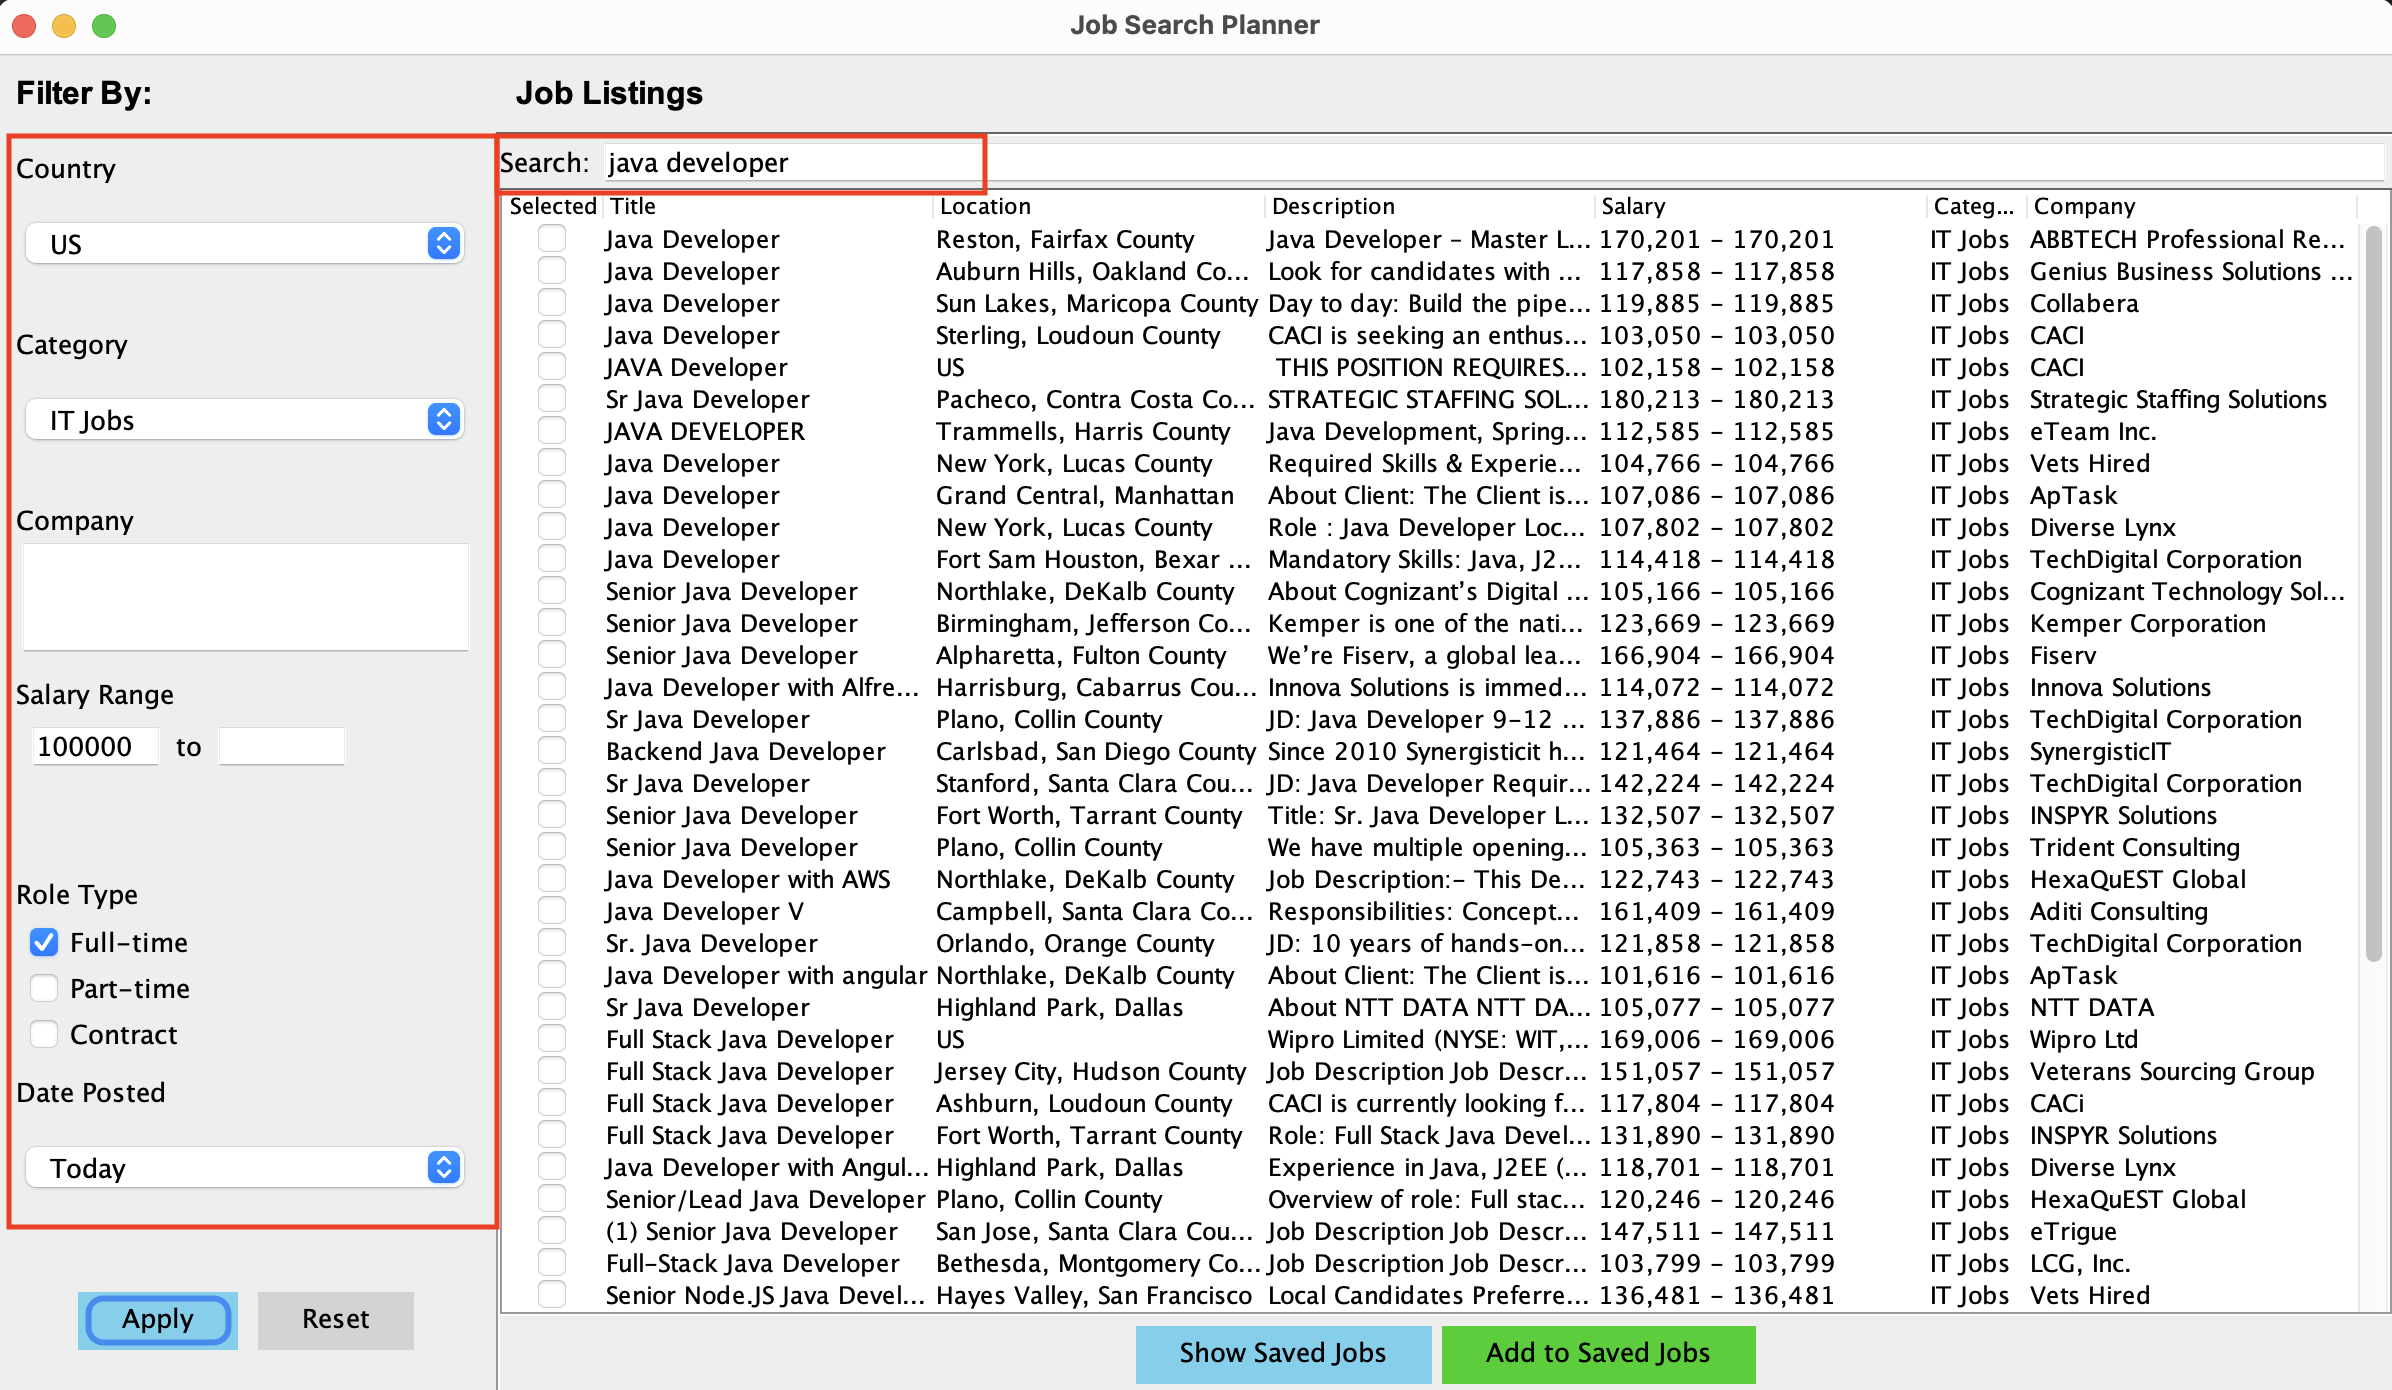 Job Search Planner
Filter By:
Country
US
Category
IT Jobs
Company
Salary Range
100000 to
Role Type
Full-time
Part-time
Contract
Date Posted
Today
Apply Reset
Job Listings
Search: java developer
Selected Title Location Description Salary Categ... Company
Java Developer Reston, Fairfax County Java Developer - Master L... 170,201 - 170,201 IT Jobs ABBTECH Professional Re...
Java Developer Auburn Hills, Oakland Co... Look for candidates with ... 117,858 - 117,858 IT Jobs Genius Business Solutions ...
Java Developer Sun Lakes, Maricopa County Day to day: Build the pipe... 119,885 - 119,885 IT Jobs Collabera
Java Developer Sterling, Loudoun County CACI is seeking an enthus... 103,050 - 103,050 IT Jobs CACI
JAVA Developer US THIS POSITION REQUIRES... 102,158 - 102,158 IT Jobs CACI
Sr Java Developer Pacheco, Contra Costa Co... STRATEGIC STAFFING SOL... 180,213 - 180,213 IT Jobs Strategic Staffing Solutions
JAVA DEVELOPER Trammells, Harris County Java Development, Spring... 112,585 - 112,585 IT Jobs eTeam Inc.
Java Developer New York, Lucas County Required Skills & Experie... 104,766 - 104,766 IT Jobs Vets Hired
Java Developer Grand Central, Manhattan About Client: The Client is... 107,086 - 107,086 IT Jobs ApTask
Java Developer New York, Lucas County Role : Java Developer Loc... 107,802 - 107,802 IT Jobs Diverse Lynx
Java Developer Fort Sam Houston, Bexar ... Mandatory Skills: Java, J2... 114,418 - 114,418 IT Jobs TechDigital Corporation
Senior Java Developer Northlake, DeKalb County About Cognizant's Digital ... 105,166 - 105,166 IT Jobs Cognizant Technology Sol...
Senior Java Developer Birmingham, Jefferson Co... Kemper is one of the nati... 123,669 - 123,669 IT Jobs Kemper Corporation
Senior Java Developer Alpharetta, Fulton County We're Fiserv, a global lea... 166,904 - 166,904 IT Jobs Fiserv
Java Developer with Alfre... Harrisburg, Cabarrus Cou... Innova Solutions is immed... 114,072 - 114,072 IT Jobs Innova Solutions
Sr Java Developer Plano, Collin County JD: Java Developer 9-12 ... 137,886 - 137,886 IT Jobs TechDigital Corporation
Backend Java Developer Carlsbad, San Diego County Since 2010 Synergisticit h... 121,464 - 121,464 IT Jobs SynergisticIT
Sr Java Developer Stanford, Santa Clara Cou... JD: Java Developer Requir... 142,224 - 142,224 IT Jobs TechDigital Corporation
Senior Java Developer Fort Worth, Tarrant County Title: Sr. Java Developer L... 132,507 - 132,507 IT Jobs INSPYR Solutions
Senior Java Developer Plano, Collin County We have multiple opening... 105,363 - 105,363 IT Jobs Trident Consulting
Java Developer with AWS Northlake, DeKalb County Job Description:- This De... 122,743 - 122,743 IT Jobs HexaQuEST Global
Java Developer V Campbell, Santa Clara Co... Responsibilities: Concept... 161,409 - 161,409 IT Jobs Aditi Consulting
Sr. Java Developer Orlando, Orange County JD: 10 years of hands-on... 121,858 - 121,858 IT Jobs TechDigital Corporation
Java Developer with angular Northlake, DeKalb County About Client: The Client is... 101,616 - 101,616 IT Jobs ApTask
Sr Java Developer Highland Park, Dallas About NTT DATA NTT DA... 105,077 - 105,077 IT Jobs NTT DATA
Full Stack Java Developer US Wipro Limited (NYSE: WIT,... 169,006 - 169,006 IT Jobs Wipro Ltd
Full Stack Java Developer Jersey City, Hudson County Job Description Job Descr... 151,057 - 151,057 IT Jobs Veterans Sourcing Group
Full Stack Java Developer Ashburn, Loudoun County CACI is currently looking f... 117,804 - 117,804 IT Jobs CACi
Full Stack Java Developer Fort Worth, Tarrant County Role: Full Stack Java Devel... 131,890 - 131,890 IT Jobs INSPYR Solutions
Java Developer with Angul... Highland Park, Dallas Experience in Java, J2EE (... 118,701 - 118,701 IT Jobs Diverse Lynx
Senior/Lead Java Developer Plano, Collin County Overview of role: Full stac... 120,246 - 120,246 IT Jobs HexaQuEST Global
(1) Senior Java Developer San Jose, Santa Clara Cou... Job Description Job Descr... 147,511 - 147,511 IT Jobs eTrigue
Full-Stack Java Developer Bethesda, Montgomery Co... Job Description Job Descr... 103,799 - 103,799 IT Jobs LCG, Inc.
Senior Node.JS Java Devel... Hayes Valley, San Francisco Local Candidates Preferre... 136,481 - 136,481 IT Jobs Vets Hired
Show Saved Jobs Add to Saved Jobs